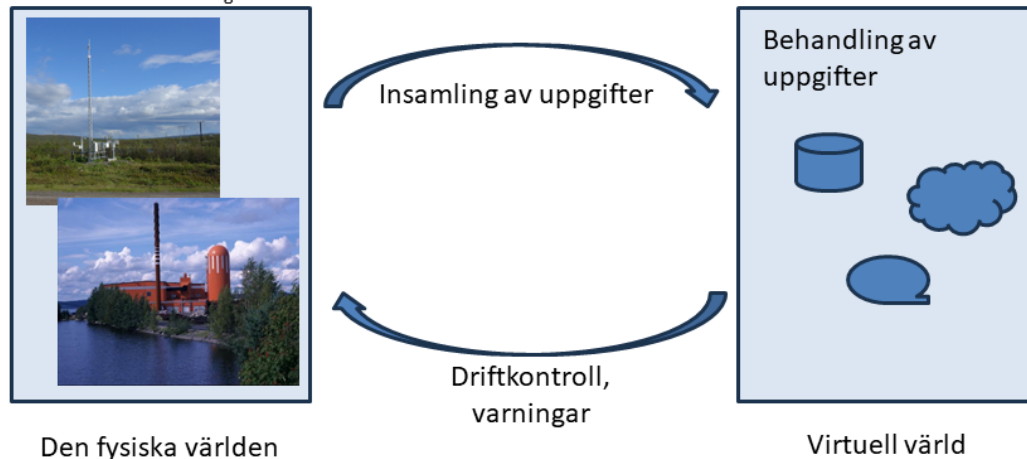 Behandling av
uppgifter
Insamling av uppgifter
Driftkontroll,
varningar
Den fysiska världen
Virtuell värld